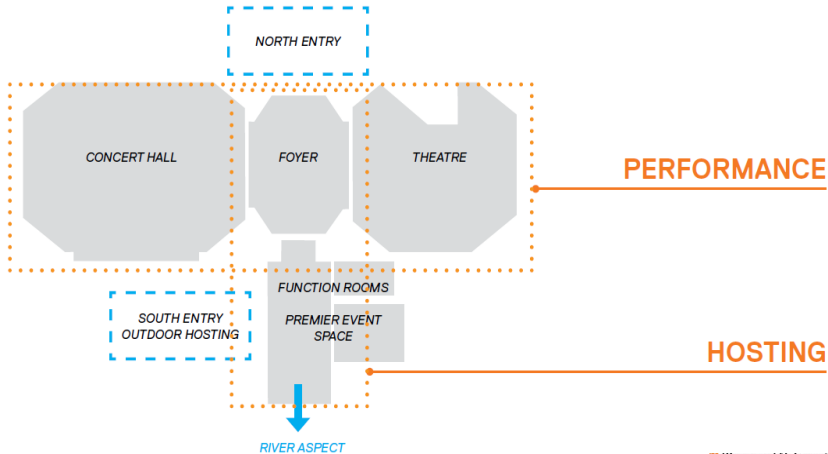 NORTH ENTRY
CONCERT HALL
FOYER
THEATRE
PERFORMANCE
FUNCTION ROOMS
SOUTH ENTRY
OUTDOOR HOSTING
PREMIER EVENT
SPACE
HOSTING
RIVER ASPECT